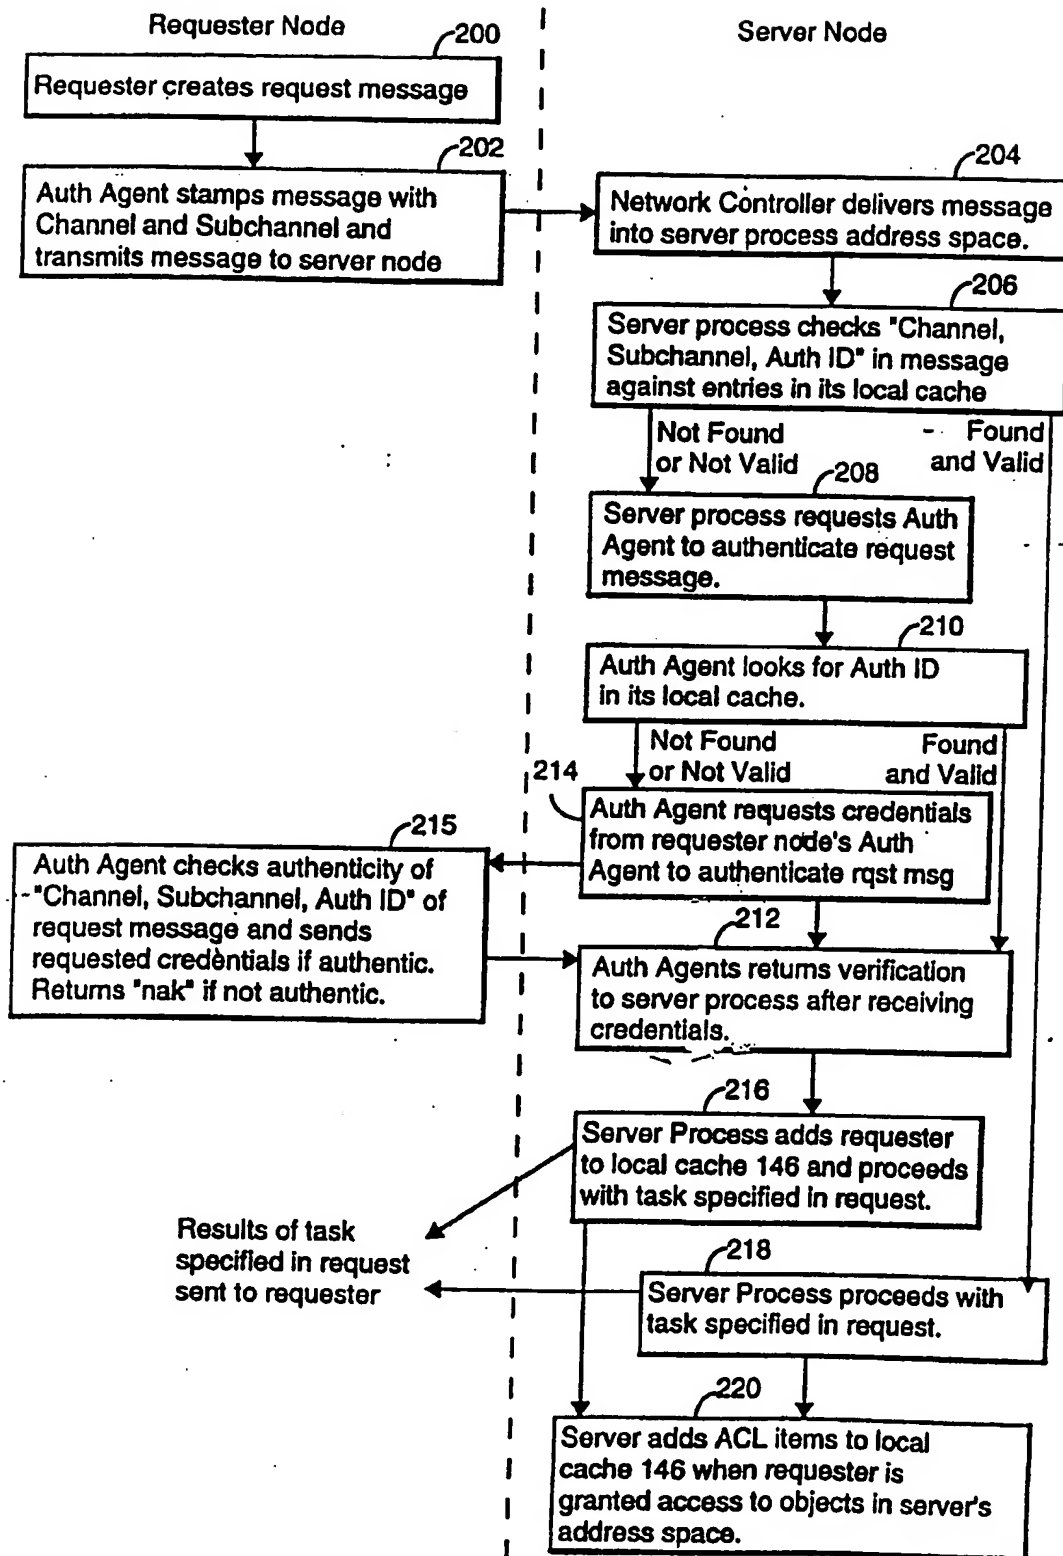 Requester Node
Server Node
200
Requester creates request message
202
Auth Agent stamps message with
Channel and Subchannel and
transmits message to server node
204
Network Controller delivers message
into server process address space.
206
Server process checks "Channel,
Subchannel, Auth ID" in message
against entries in its local cache
Not Found
or Not Valid
Found
and Valid
208
Server process requests Auth
Agent to authenticate request
message.
210
Auth Agent looks for Auth ID
in its local cache.
Not Found
or Not Valid
Found
and Valid
214
Auth Agent requests credentials
from requester node's Auth
Agent to authenticate rqst msg
215
Auth Agent checks authenticity of
"Channel, Subchannel, Auth ID" of
request message and sends
requested credentials if authentic.
Returns "nak" if not authentic.
212
Auth Agents returns verification
to server process after receiving
credentials.
216
Server Process adds requester
to local cache 146 and proceeds
with task specified in request.
Results of task
specified in request
sent to requester
218
Server Process proceeds with
task specified in request.
220
Server adds ACL items to local
cache 146 when requester is
granted access to objects in server's
address space.